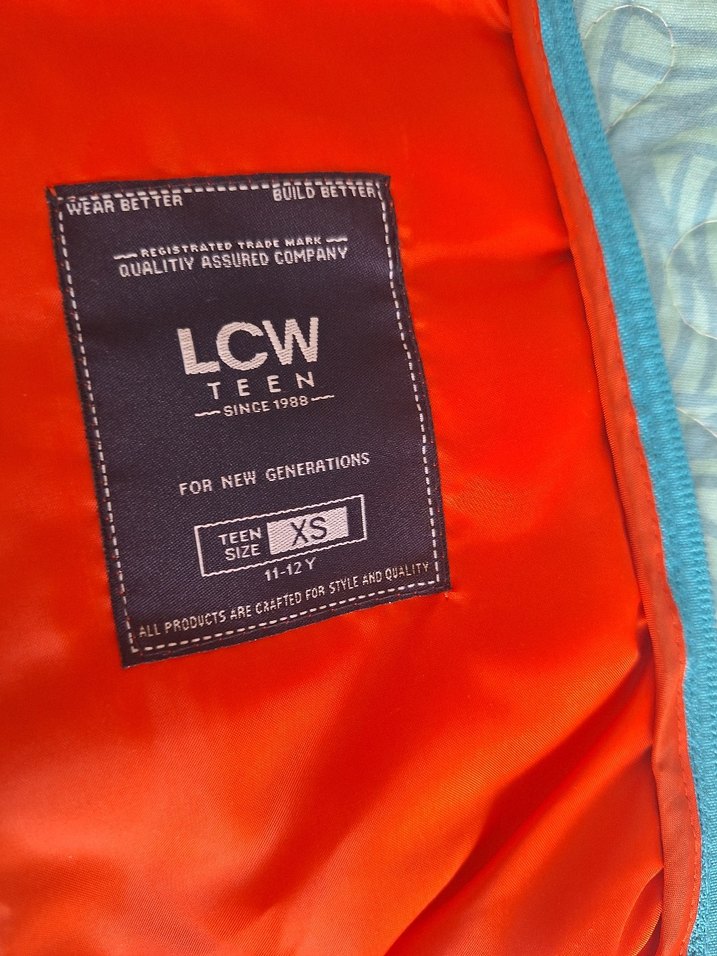 WEAR BETTER BUILD BETTER
REGISTRATED TRADE MARK
QUALITIY ASSURED COMPANY
LCW
TEEN
SINCE 1988
FOR NEW GENERATIONS
TEEN SIZE XS
11-12 Y
ALL PRODUCTS ARE CRAFTED FOR STYLE AND QUALITY